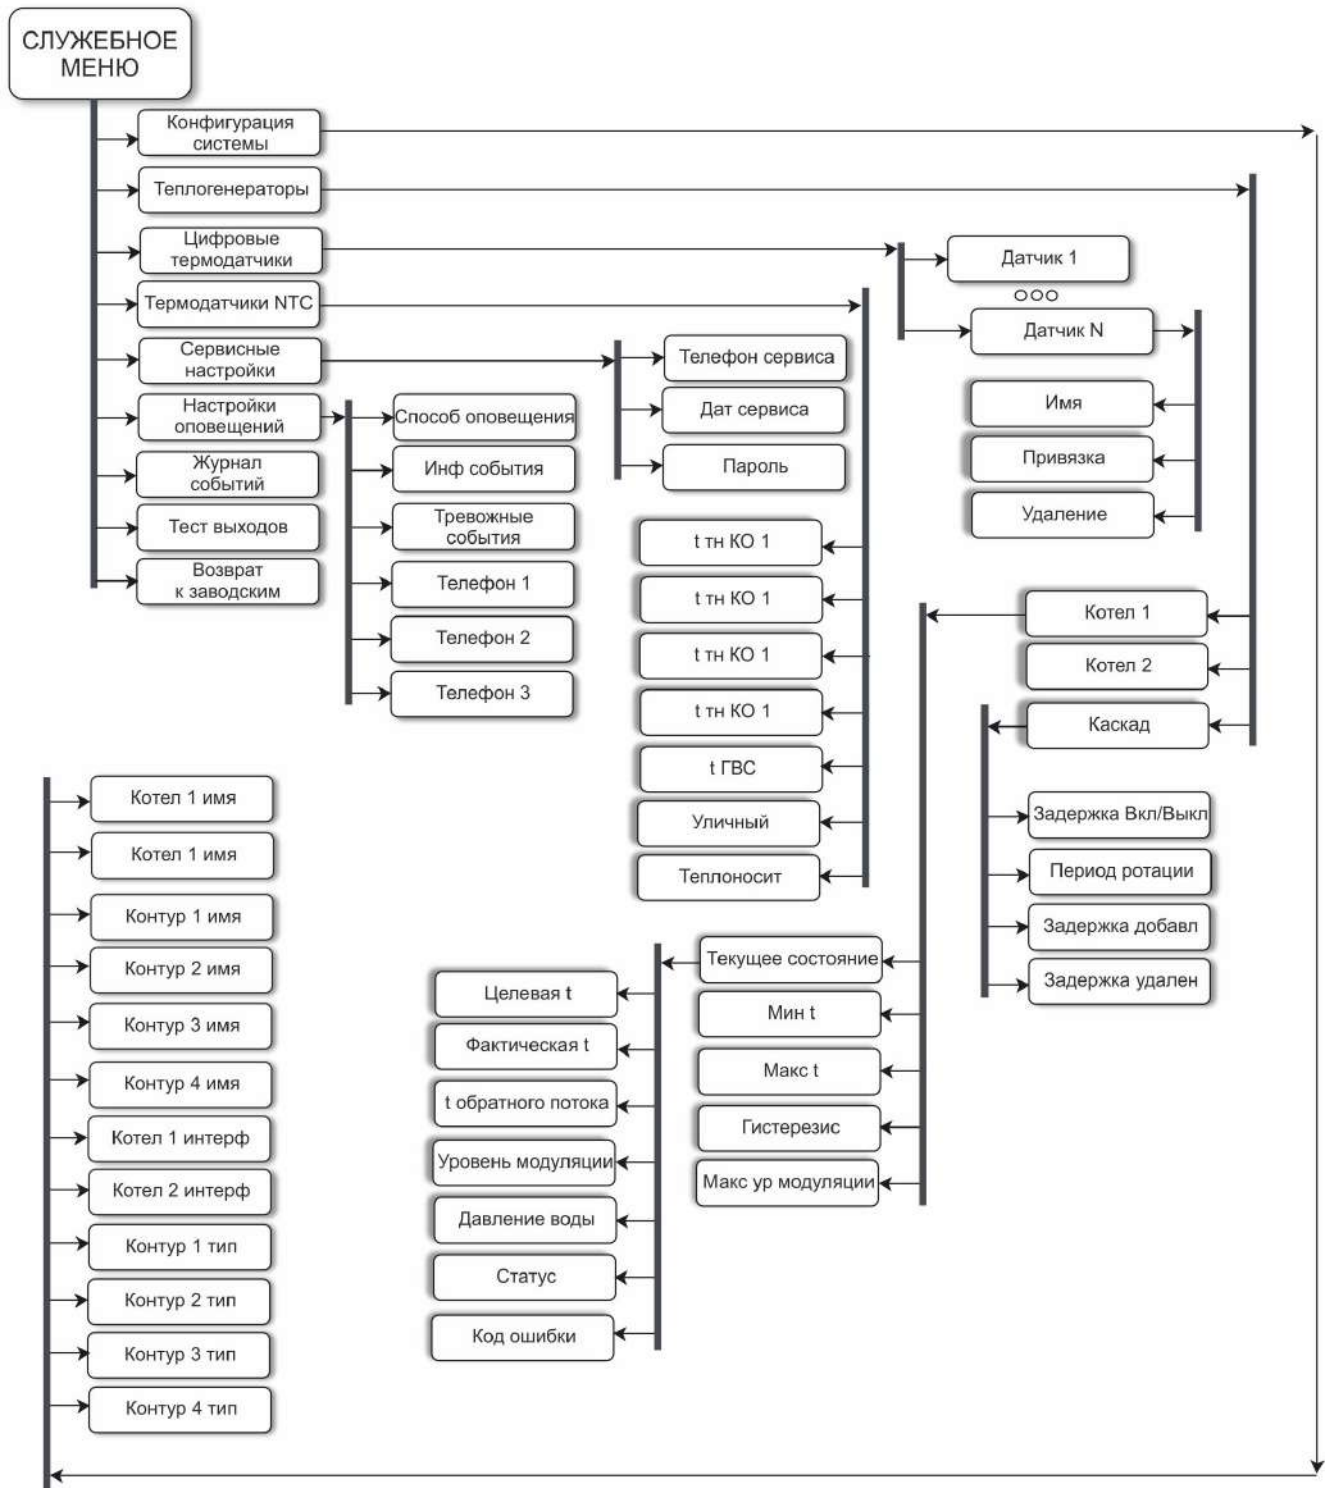 СЛУЖЕБНОЕ
МЕНЮ
Конфигурация
системы
Теплогенераторы
Цифровые
термодатчики
Термодатчики NTC
Сервисные
настройки
Настройки
оповещений
Журнал
событий
Тест выходов
Возврат
к заводским
Датчик 1
ооо
Датчик N
Имя
Привязка
Удаление
Телефон сервиса
Дат сервиса
Пароль
Способ оповещения
Инф события
Тревожные
события
Телефон 1
Телефон 2
Телефон 3
t тн КО 1
t тн КО 1
t тн КО 1
t тн КО 1
t ГВС
Уличный
Теплоносит
Котел 1
Котел 2
Каскад
Задержка Вкл/Выкл
Период ротации
Задержка добавл
Задержка удален
Текущее состояние
Мин t
Макс t
Гистерезис
Макс ур модуляции
Целевая t
Фактическая t
t обратного потока
Уровень модуляции
Давление воды
Статус
Код ошибки
Котел 1 имя
Котел 1 имя
Контур 1 имя
Контур 2 имя
Контур 3 имя
Контур 4 имя
Котел 1 интерф
Котел 2 интерф
Контур 1 тип
Контур 2 тип
Контур 3 тип
Контур 4 тип